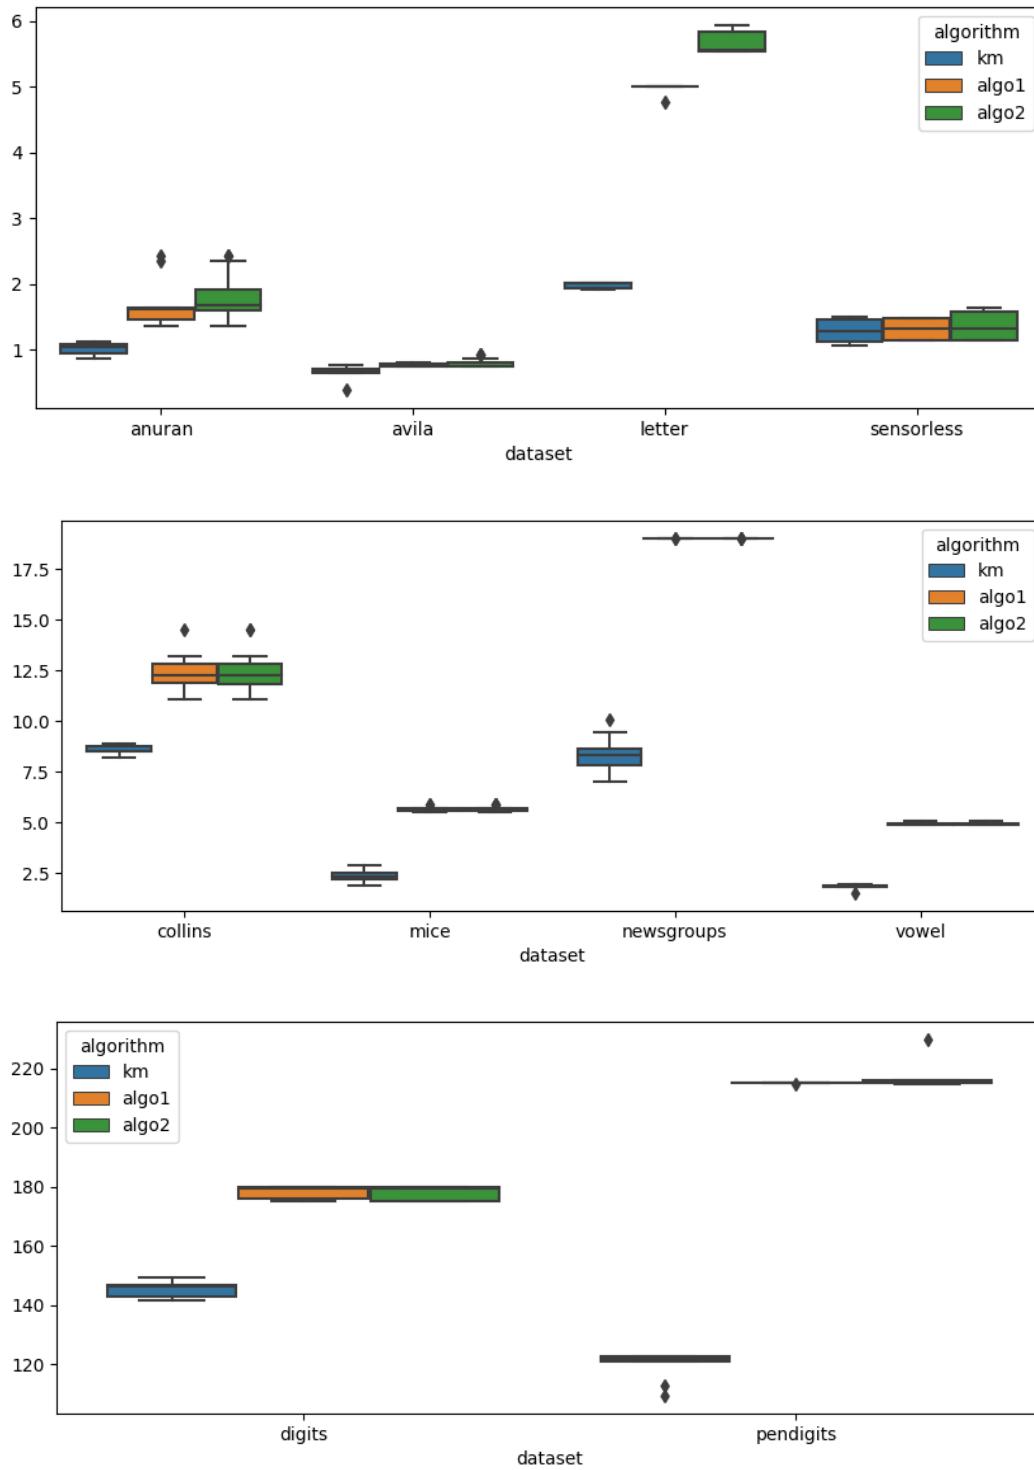 6
5
4
3
2
1
algorithm
km
algo1
algo2
anuran avila letter sensorless
dataset
17.5
15.0
12.5
10.0
7.5
5.0
2.5
algorithm
km
algo1
algo2
collins mice newsgroups vowel
dataset
220
200
180
160
140
120
algorithm
km
algo1
algo2
digits pendigits
dataset